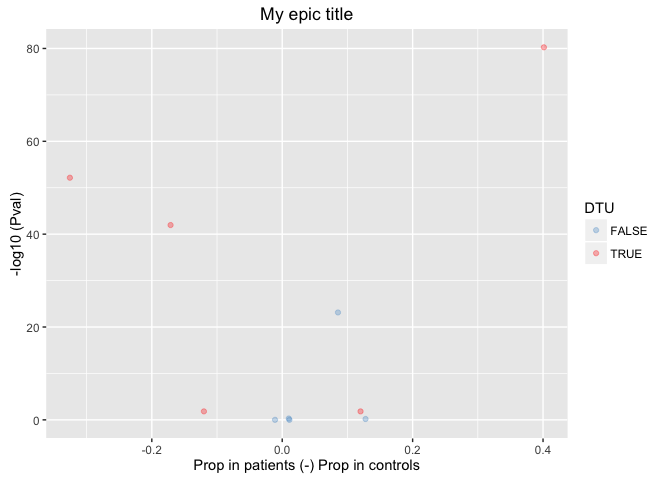 My epic title
80
60
40
20
0
-log10 (Pval)
-0.2
0.0
0.2
0.4
Prop in patients (-) Prop in controls
DTU
FALSE
TRUE